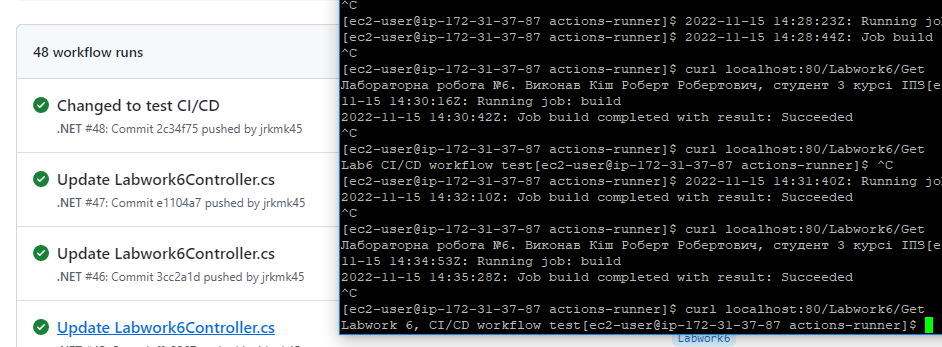 48 workflow runs
Changed to test CI/CD
.NET #48: Commit 2c34f75 pushed by jrkmk45
Update Labwork6Controller.cs
.NET #47: Commit e1104a7 pushed by jrkmk45
Update Labwork6Controller.cs
.NET #46: Commit 3cc2a1d pushed by jrkmk45
Update Labwork6Controller.cs
^C
[ec2-user@ip-172-31-37-87 actions-runner]$ 2022-11-15 14:28:23Z: Running jo
[ec2-user@ip-172-31-37-87 actions-runner]$ 2022-11-15 14:28:44Z: Job build
^C
[ec2-user@ip-172-31-37-87 actions-runner]$ curl localhost:80/Labwork6/Get
Лабораторна робота №6. Виконав Кіш Роберт Робертович, студент 3 курсі ІПЗ[e
11-15 14:30:16Z: Running job: build
2022-11-15 14:30:42Z: Job build completed with result: Succeeded
^C
[ec2-user@ip-172-31-37-87 actions-runner]$ curl localhost:80/Labwork6/Get
Lab6 CI/CD workflow test[ec2-user@ip-172-31-37-87 actions-runner]$ ^C
[ec2-user@ip-172-31-37-87 actions-runner]$ 2022-11-15 14:31:40Z: Running jo
2022-11-15 14:32:10Z: Job build completed with result: Succeeded
^C
[ec2-user@ip-172-31-37-87 actions-runner]$ curl localhost:80/Labwork6/Get
Лабораторна робота №6. Виконав Кіш Роберт Робертович, студент 3 курсі ІПЗ[e
11-15 14:34:53Z: Running job: build
2022-11-15 14:35:28Z: Job build completed with result: Succeeded
^C
[ec2-user@ip-172-31-37-87 actions-runner]$ curl localhost:80/Labwork6/Get
Labwork 6, CI/CD workflow test[ec2-user@ip-172-31-37-87 actions-runner]$
Labwork6